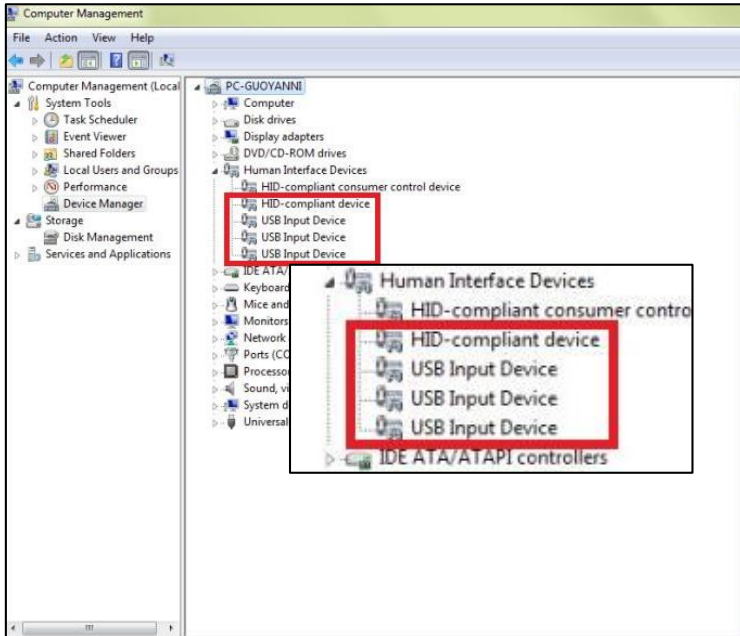 Computer Management
File Action View Help
Computer Management (Local
System Tools
Task Scheduler
Event Viewer
Shared Folders
Local Users and Groups
Performance
Device Manager
Storage
Disk Management
Services and Applications
PC-GUOYANNI
Computer
Disk drives
Display adapters
DVD/CD-ROM drives
Human Interface Devices
HID-compliant consumer control device
HID-compliant device
USB Input Device
USB Input Device
USB Input Device
IDE ATA/
Keyboard
Mice and
Monitors
Network
Ports (CO
Processo
Sound, vi
System d
Universal
Human Interface Devices
HID-compliant consumer contro
HID-compliant device
USB Input Device
USB Input Device
USB Input Device
IDE ATA/ATAPI controllers